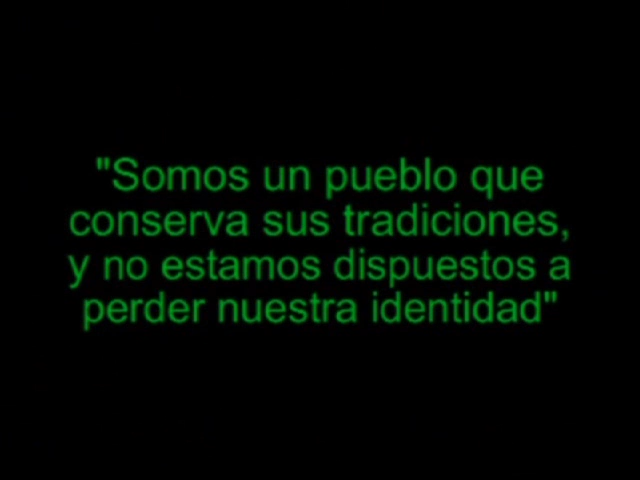 "Somos un pueblo que
conserva sus tradiciones,
y no estamos dispuestos a
perder nuestra identidad"